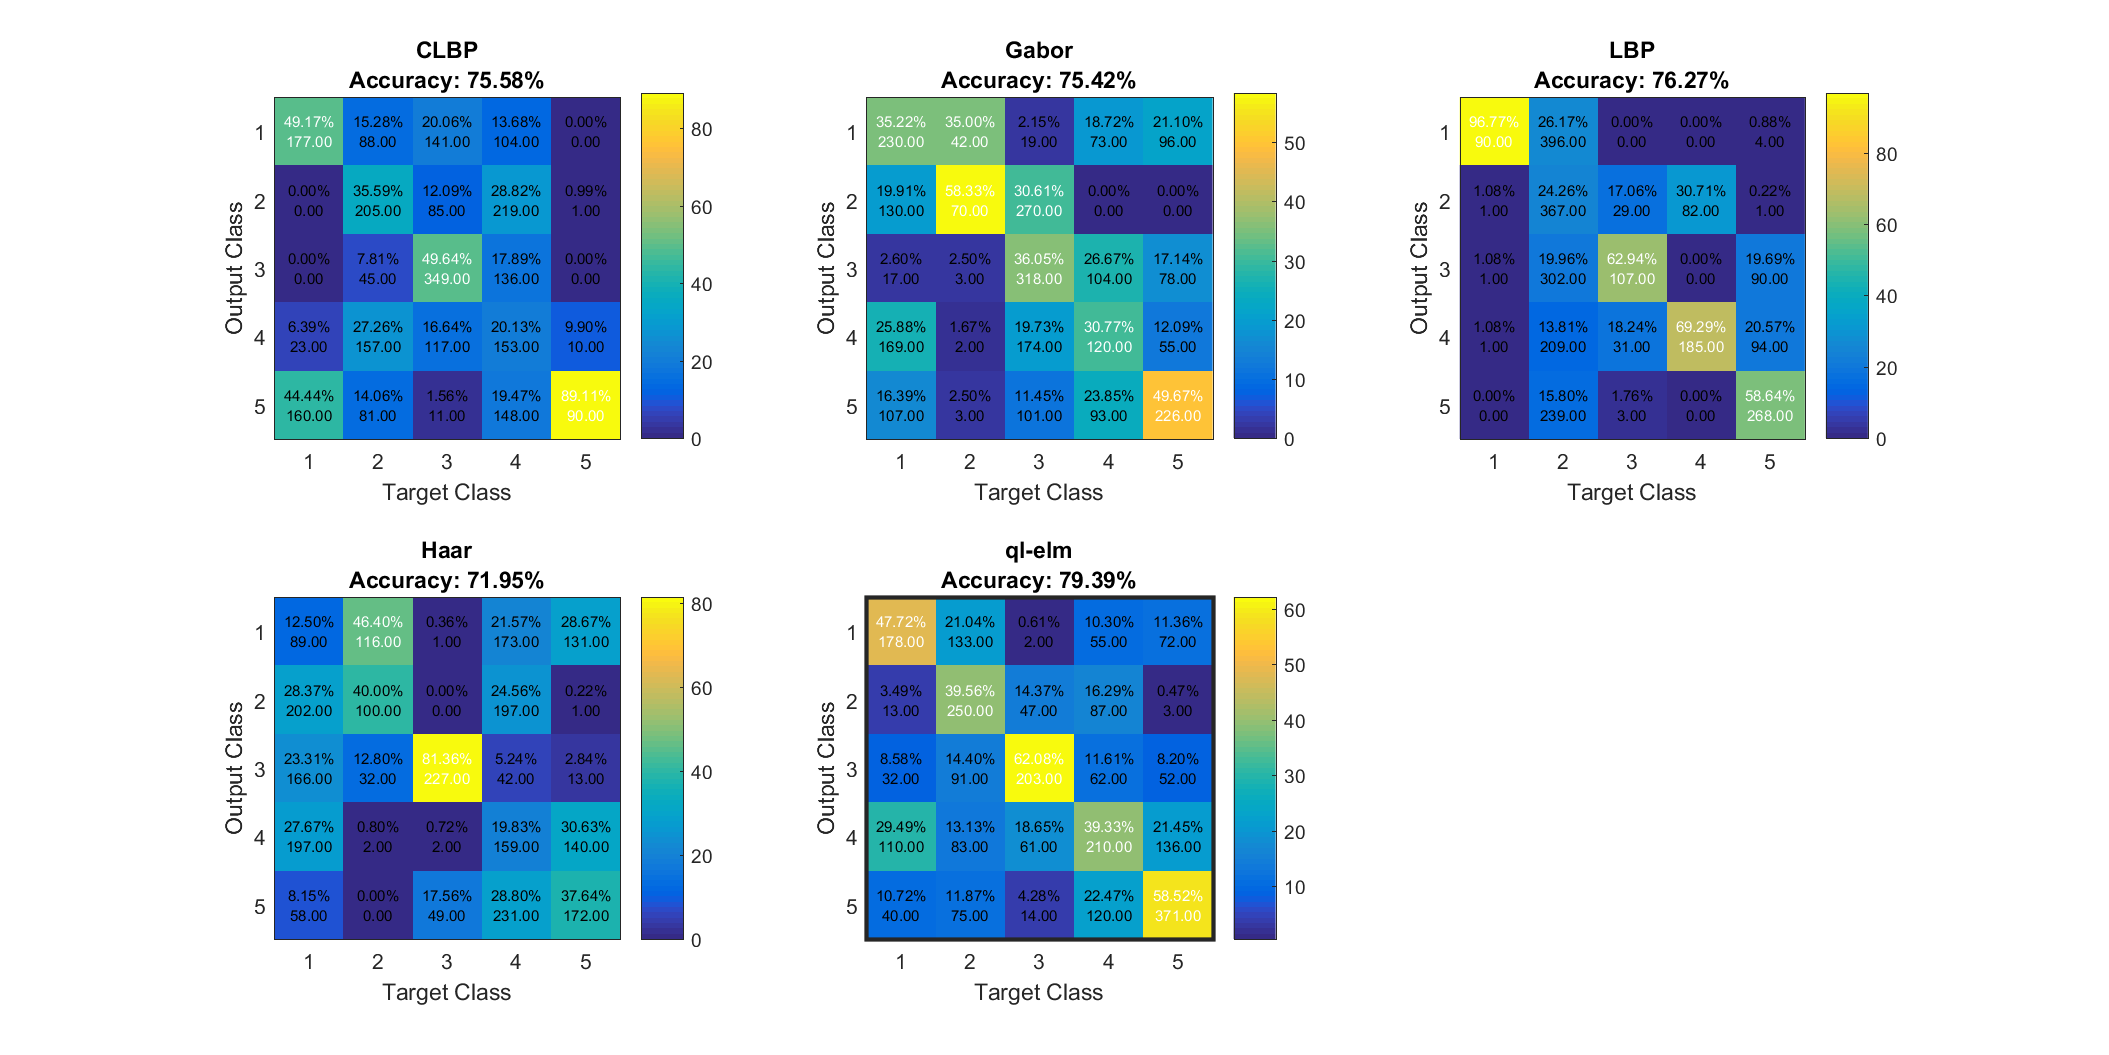 CLBP
Accuracy: 75.58%
49.17% 15.28% 20.06% 13.68% 0.00%
177.00 88.00 141.00 104.00 0.00
0.00% 35.59% 12.09% 28.82% 0.99%
0.00 205.00 85.00 219.00 1.00
0.00% 7.81% 49.64% 17.89% 0.00%
0.00 45.00 349.00 136.00 0.00
6.39% 27.26% 16.64% 20.13% 9.90%
23.00 157.00 117.00 153.00 10.00
44.44% 14.06% 1.56% 19.47% 89.11%
160.00 81.00 11.00 148.00 90.00
1
2
3
4
5
Output Class
1 2 3 4 5
Target Class
80
60
40
20
0
Gabor
Accuracy: 75.42%
35.22% 35.00% 2.15% 18.72% 21.10%
230.00 42.00 19.00 73.00 96.00
19.91% 58.33% 30.61% 0.00% 0.00%
130.00 70.00 270.00 0.00 0.00
2.60% 2.50% 36.05% 26.67% 17.14%
17.00 3.00 318.00 104.00 78.00
25.88% 1.67% 19.73% 30.77% 12.09%
169.00 2.00 174.00 120.00 55.00
16.39% 2.50% 11.45% 23.85% 49.67%
107.00 3.00 101.00 93.00 226.00
1
2
3
4
5
Output Class
1 2 3 4 5
Target Class
50
40
30
20
10
0
LBP
Accuracy: 76.27%
96.77% 26.17% 0.00% 0.00% 0.88%
90.00 396.00 0.00 0.00 4.00
1.08% 24.26% 17.06% 30.71% 0.22%
1.00 367.00 29.00 82.00 1.00
1.08% 19.96% 62.94% 0.00% 19.69%
1.00 302.00 107.00 0.00 90.00
1.08% 13.81% 18.24% 69.29% 20.57%
1.00 209.00 31.00 185.00 94.00
0.00% 15.80% 1.76% 0.00% 58.64%
0.00 239.00 3.00 0.00 268.00
1
2
3
4
5
Output Class
1 2 3 4 5
Target Class
80
60
40
20
0
Haar
Accuracy: 71.95%
12.50% 46.40% 0.36% 21.57% 28.67%
89.00 116.00 1.00 173.00 131.00
28.37% 40.00% 0.00% 24.56% 0.22%
202.00 100.00 0.00 197.00 1.00
23.31% 12.80% 81.36% 5.24% 2.84%
166.00 32.00 227.00 42.00 13.00
27.67% 0.80% 0.72% 19.83% 30.63%
197.00 2.00 2.00 159.00 140.00
8.15% 0.00% 17.56% 28.80% 37.64%
58.00 0.00 49.00 231.00 172.00
1
2
3
4
5
Output Class
1 2 3 4 5
Target Class
80
60
40
20
0
ql-elm
Accuracy: 79.39%
47.72% 21.04% 0.61% 10.30% 11.36%
178.00 133.00 2.00 55.00 72.00
3.49% 39.56% 14.37% 16.29% 0.47%
13.00 250.00 47.00 87.00 3.00
8.58% 14.40% 62.08% 11.61% 8.20%
32.00 91.00 203.00 62.00 52.00
29.49% 13.13% 18.65% 39.33% 21.45%
110.00 83.00 61.00 210.00 136.00
10.72% 11.87% 4.28% 22.47% 58.52%
40.00 75.00 14.00 120.00 371.00
1
2
3
4
5
Output Class
1 2 3 4 5
Target Class
60
50
40
30
20
10